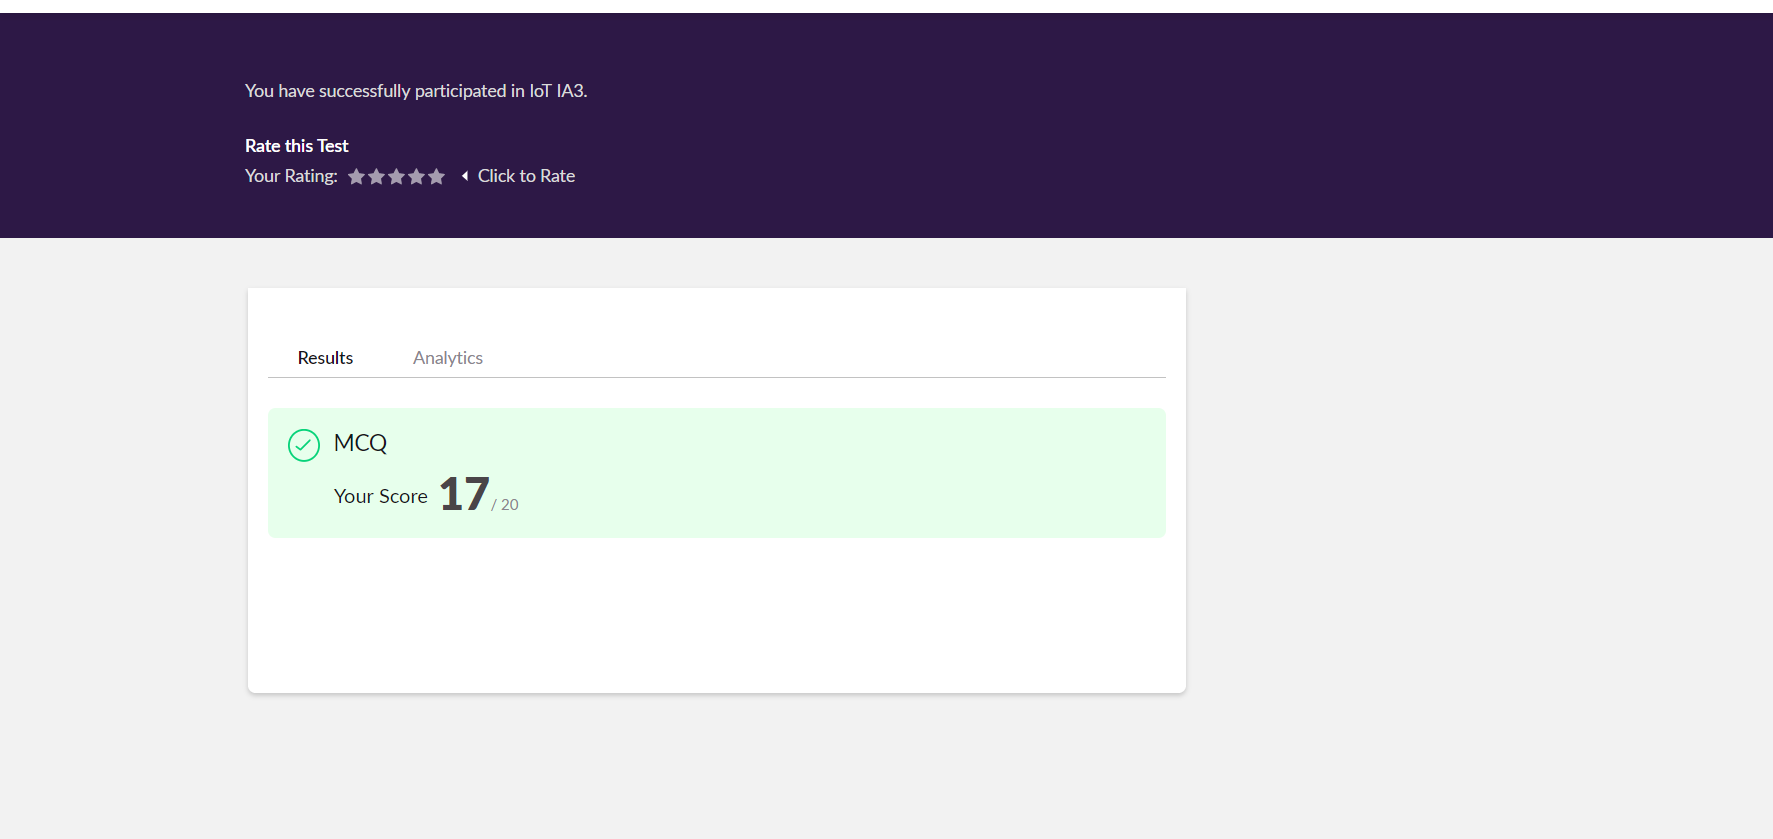 You have successfully participated in IoT IA3.
Rate this Test
Your Rating: Click to Rate
Results Analytics
MCQ
Your Score 17 / 20